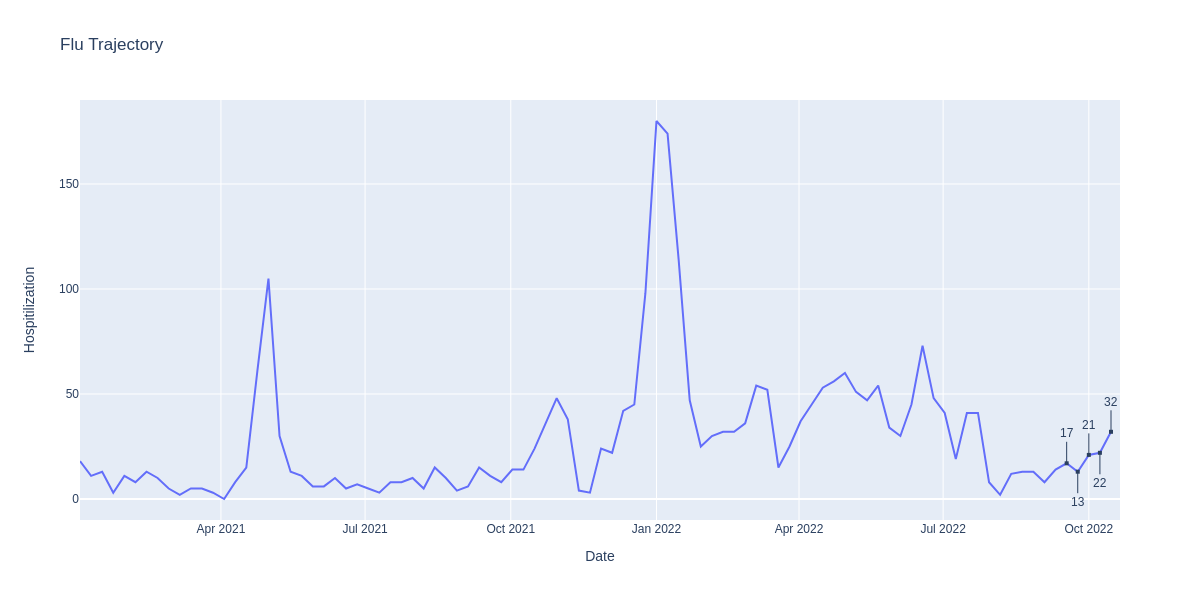 Flu Trajectory
Hospitilization
150
100
50
0
17
13
21
22
32
Apr 2021
Jul 2021
Oct 2021
Jan 2022
Apr 2022
Jul 2022
Oct 2022
Date